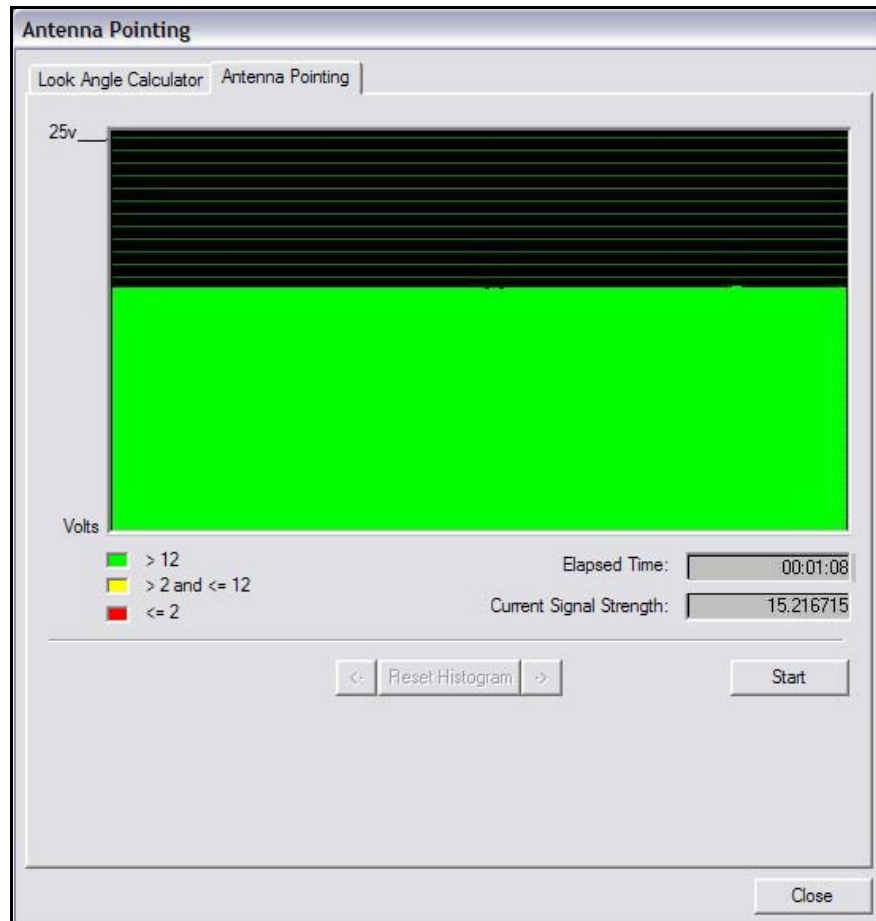 Antenna Pointing
Look Angle Calculator Antenna Pointing
25v
Volts
> 12
> 2 and <= 12
<= 2
Elapsed Time: 00:01:08
Current Signal Strength: 15.216715
<- Reset Histogram ->
Start
Close